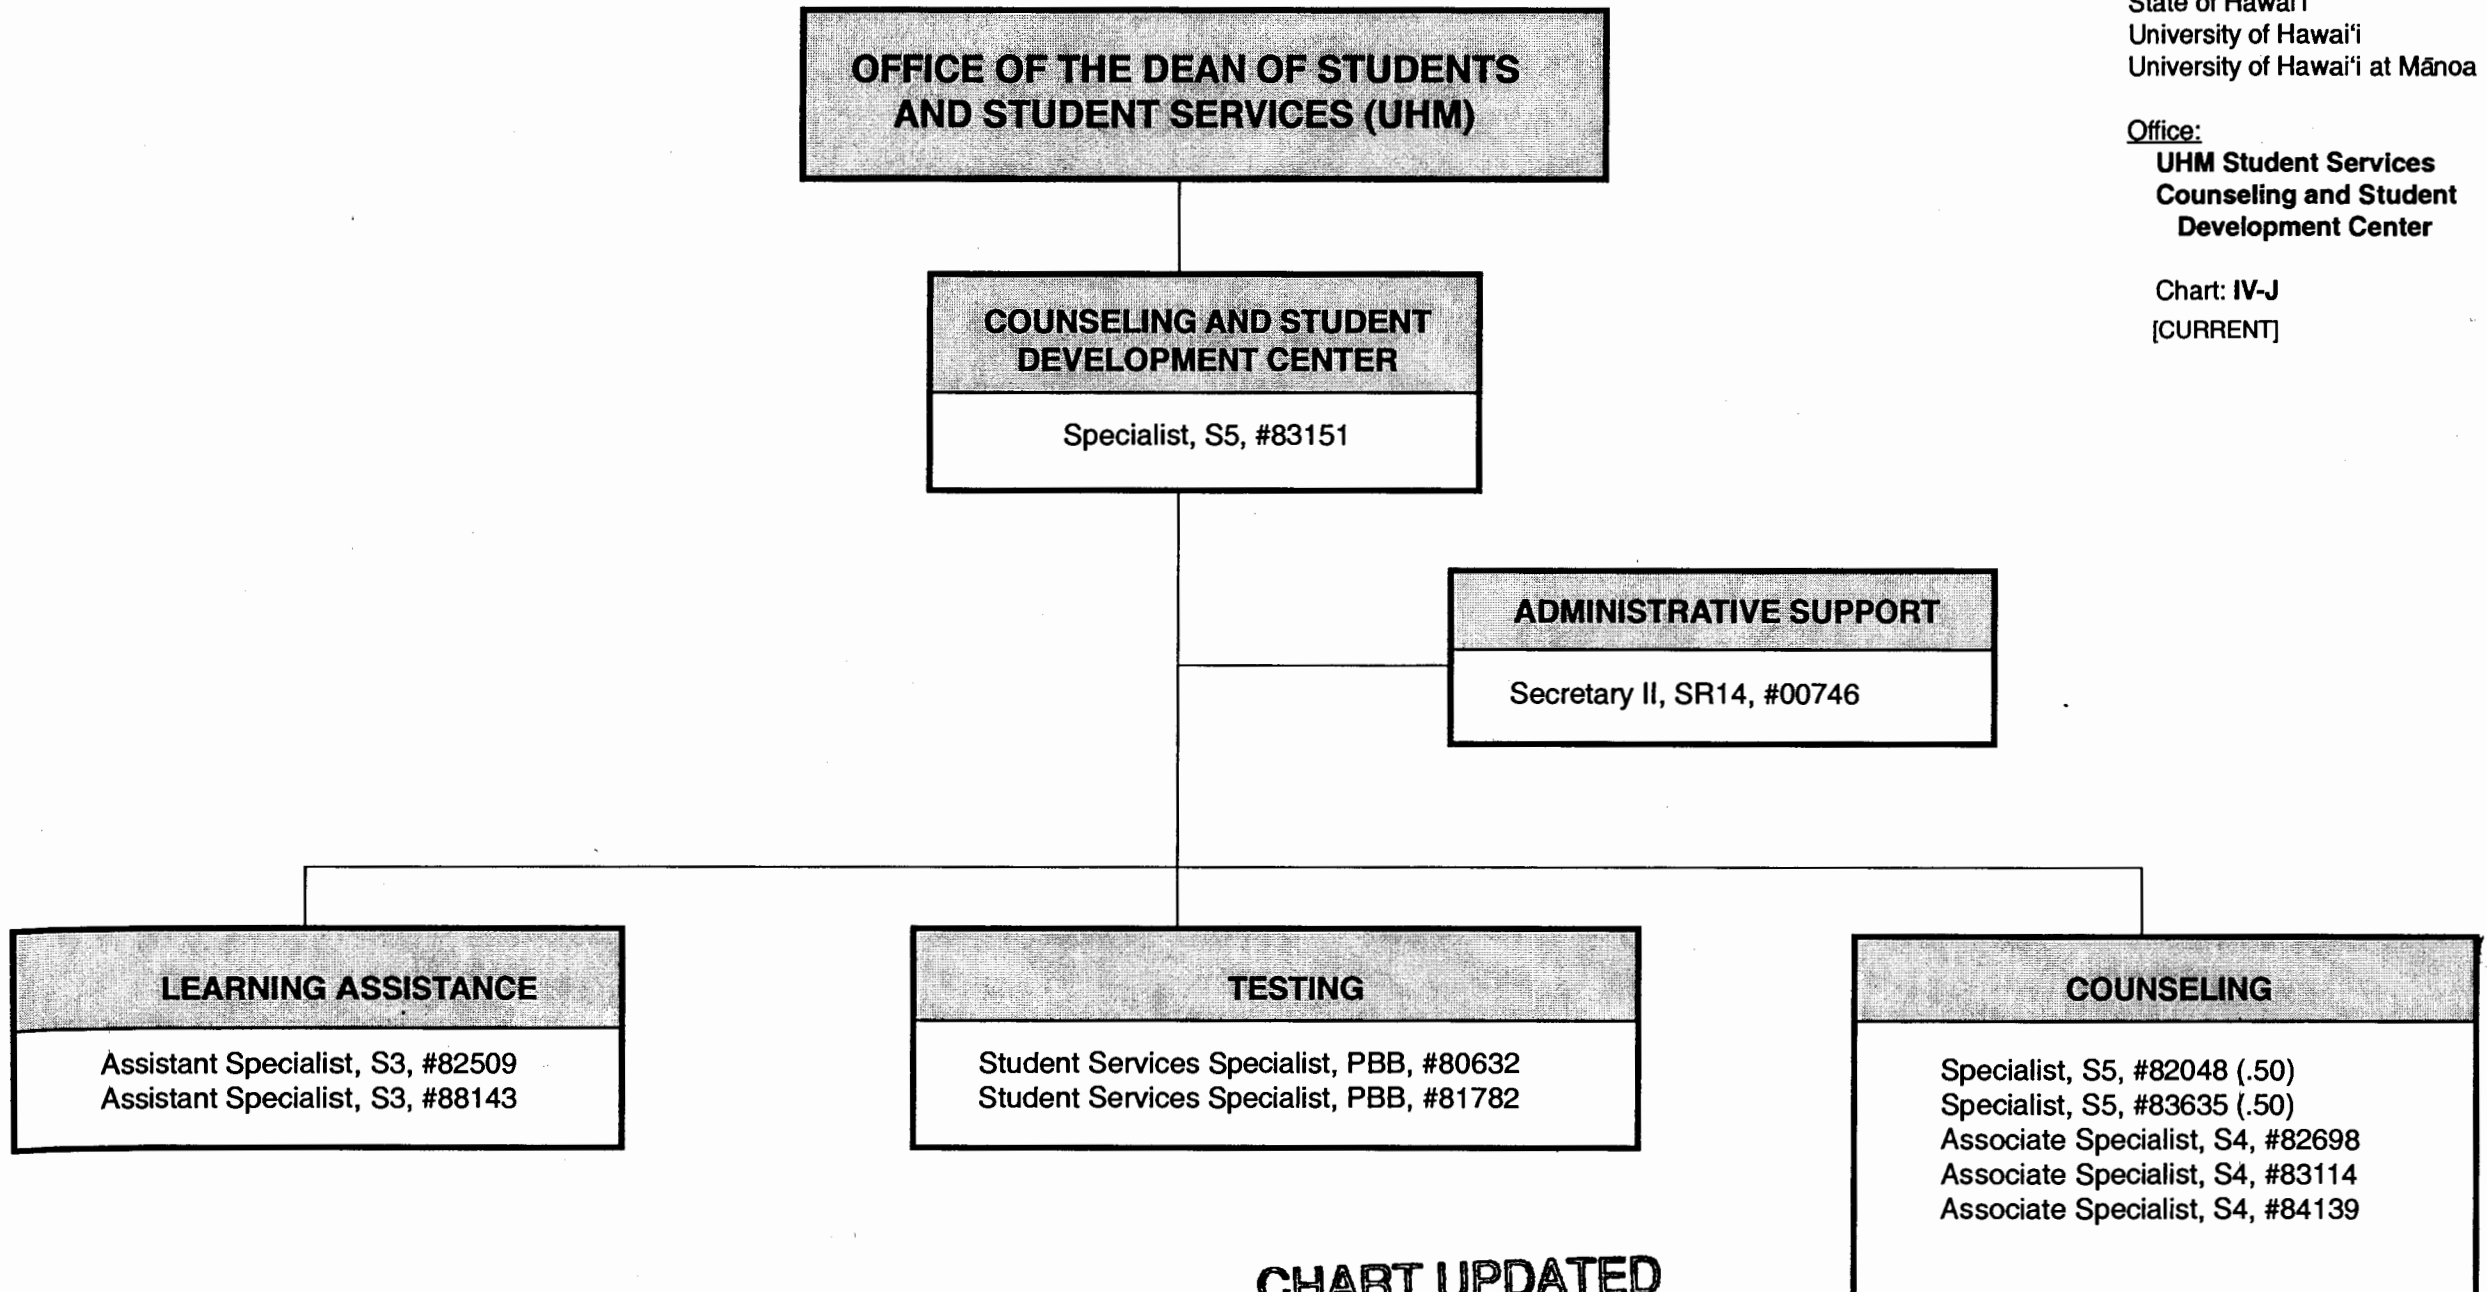 State of Hawai'i
University of Hawai'i
University of Hawai'i at Mānoa
Office:
UHM Student Services
Counseling and Student
Development Center
Chart: IV-J
[CURRENT]
OFFICE OF THE DEAN OF STUDENTS
AND STUDENT SERVICES (UHM)
COUNSELING AND STUDENT
DEVELOPMENT CENTER
Specialist, S5, #83151
ADMINISTRATIVE SUPPORT
Secretary II, SR14, #00746
LEARNING ASSISTANCE
Assistant Specialist, S3, #82509
Assistant Specialist, S3, #88143
TESTING
Student Services Specialist, PBB, #80632
Student Services Specialist, PBB, #81782
COUNSELING
Specialist, S5, #82048 (.50)
Specialist, S5, #83635 (.50)
Associate Specialist, S4, #82698
Associate Specialist, S4, #83114
Associate Specialist, S4, #84139
CHART UPDATED